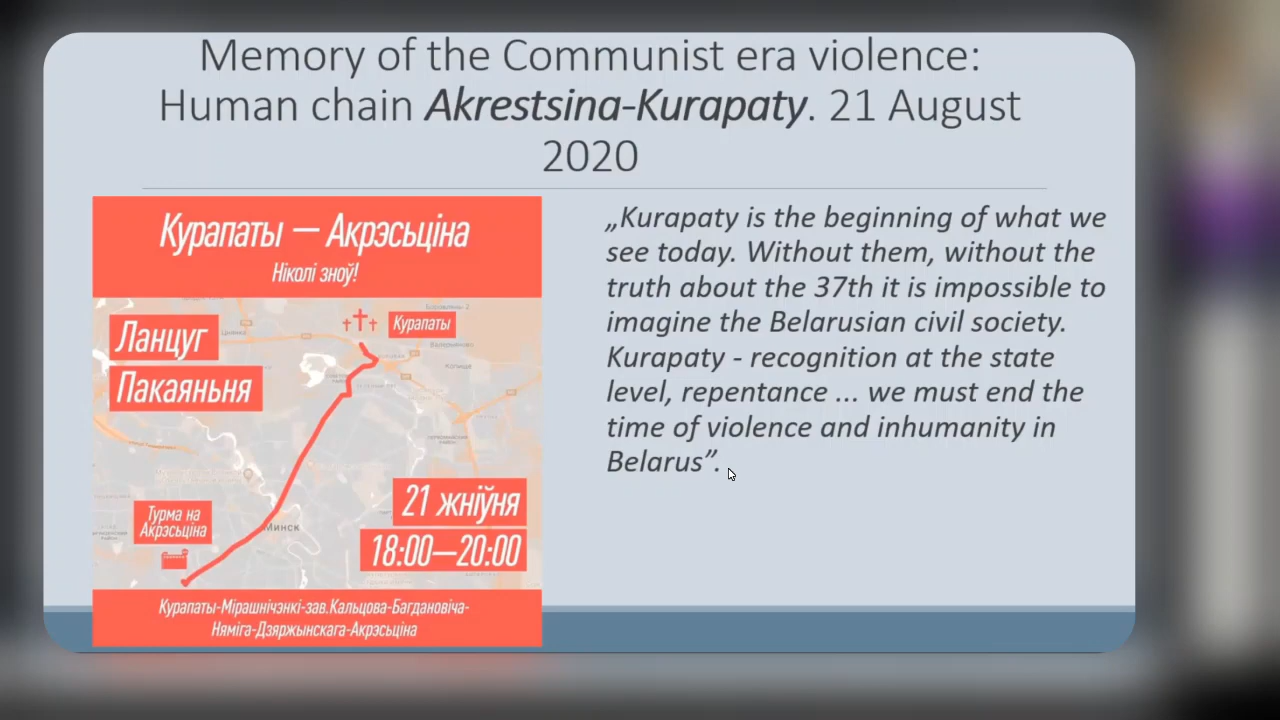 Memory of the Communist era violence:
Human chain Akrestsina-Kurapaty. 21 August
2020
Курапаты — Акрэсьціна
Ніколі зноў!
Ланцуг
Пакаяньня
Курапаты
Турма на
Акрэсьціна
Минск
21 жніўня
18:00—20:00
Курапаты-Мірашнічэнкі-зав.Кальцова-Багдановіча-
Няміга-Дзяржынскага-Акрэсьціна
„Kurapaty is the beginning of what we
see today. Without them, without the
truth about the 37th it is impossible to
imagine the Belarusian civil society.
Kurapaty - recognition at the state
level, repentance ... we must end the
time of violence and inhumanity in
Belarus”.